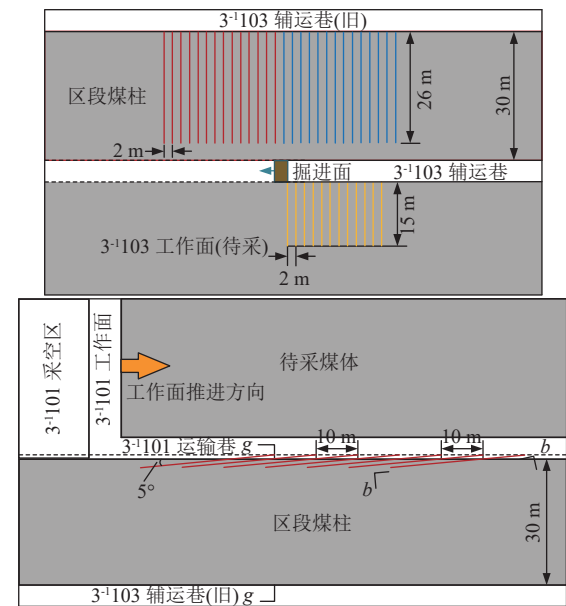 3⁻¹103 辅运巷(旧)
区段煤柱
26 m
30 m
2 m
掘进面
3⁻¹103 辅运巷
15 m
3⁻¹103 工作面(待采)
2 m
3⁻¹101 采空区
3⁻¹101 工作面
待采煤体
工作面推进方向
3⁻¹101 运输巷 g
10 m
10 m
b
5°
b
区段煤柱
30 m
3⁻¹103 辅运巷(旧) g